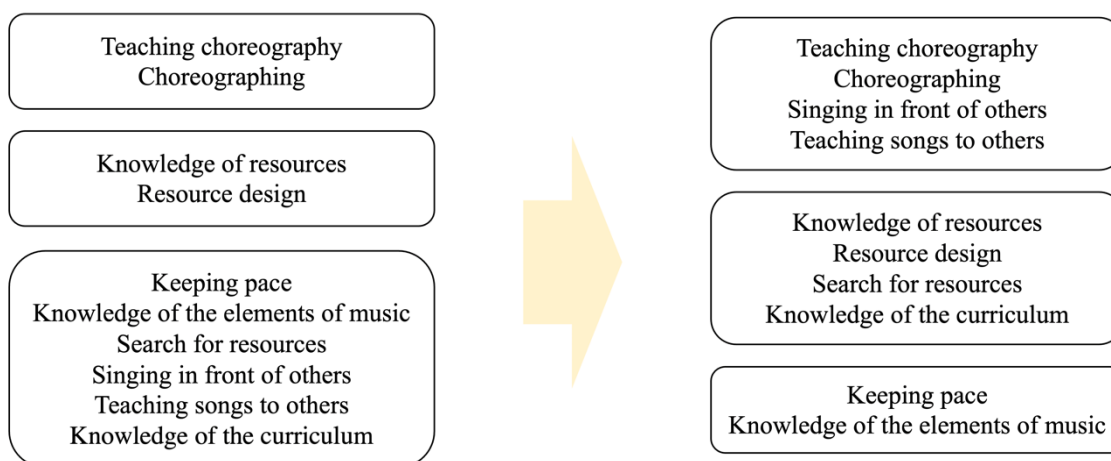 Teaching choreography
Choreographing
Knowledge of resources
Resource design
Keeping pace
Knowledge of the elements of music
Search for resources
Singing in front of others
Teaching songs to others
Knowledge of the curriculum
Teaching choreography
Choreographing
Singing in front of others
Teaching songs to others
Knowledge of resources
Resource design
Search for resources
Knowledge of the curriculum
Keeping pace
Knowledge of the elements of music